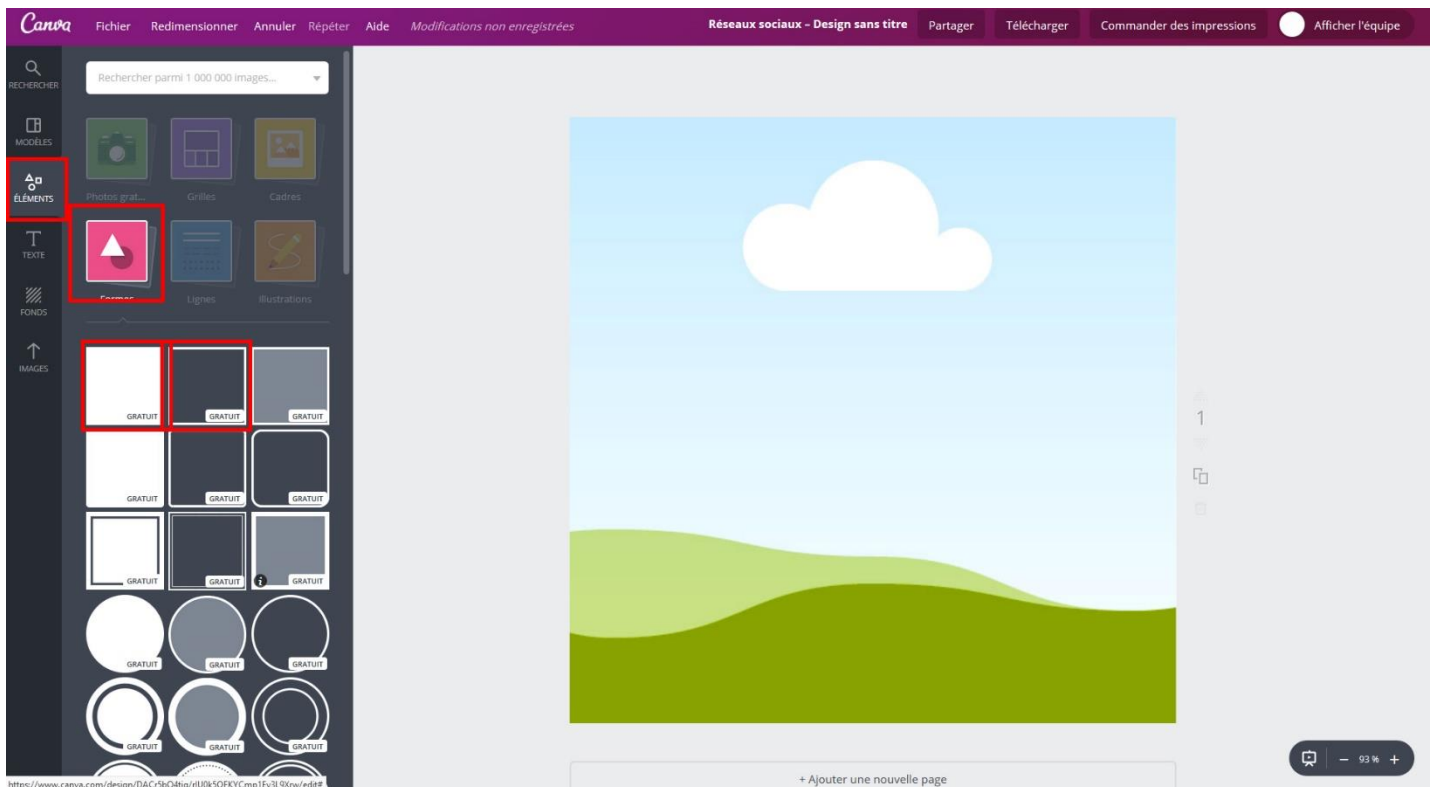 Canva Fichier Redimensionner Annuler Répéter Aide Modifications non enregistrées Réseaux sociaux – Design sans titre Partager Télécharger Commander des impressions Afficher l'équipe
RECHERCHER
MODÈLES
ÉLÉMENTS
TEXTE
FONDS
IMAGES
Rechercher parmi 1 000 000 images...
Photos grat... Grilles Cadres
Formes Lignes Illustrations
GRATUIT GRATUIT GRATUIT
GRATUIT GRATUIT GRATUIT
GRATUIT GRATUIT i GRATUIT
GRATUIT GRATUIT GRATUIT
GRATUIT GRATUIT GRATUIT
1
+ Ajouter une nouvelle page
– 93 % +